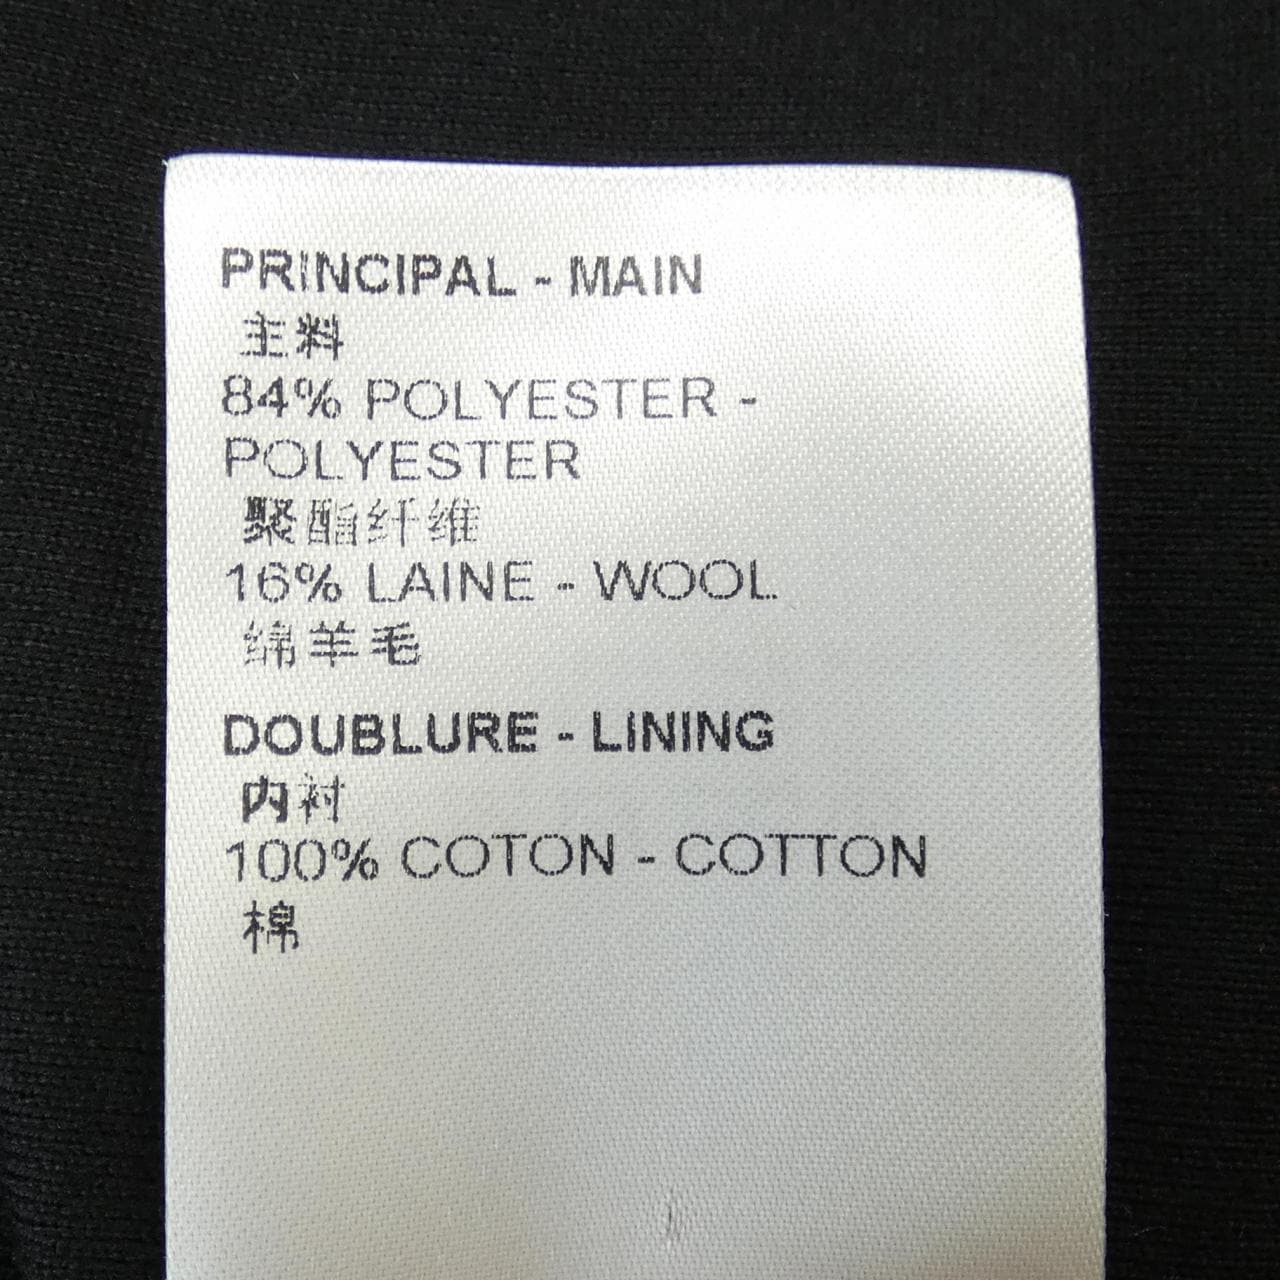 PRINCIPAL - MAIN
主料
84% POLYESTER -
POLYESTER
聚酯纤维
16% LAINE - WOOL
绵羊毛
DOUBLURE - LINING
内衬
100% COTON - COTTON
棉